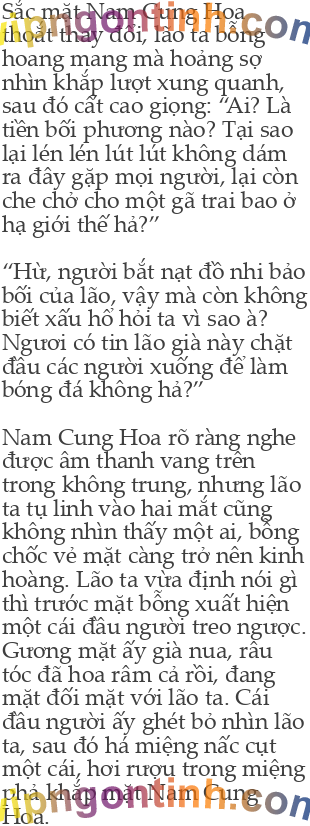 Sắc mặt Nam Cung Hoa
thoắt thay đổi, lão ta bỗng
hoang mang mà hoảng sợ
nhìn khắp lượt xung quanh,
sau đó cất cao giọng: “Ai? Là
tiền bối phương nào? Tại sao
lại lén lén lút lút không dám
ra đây gặp mọi người, lại còn
che chở cho một gã trai bao ở
hạ giới thế hả?”
“Hừ, người bắt nạt đồ nhi bảo
bối của lão, vậy mà còn không
biết xấu hổ hỏi ta vì sao à?
Ngươi có tin lão già này chặt
đầu các người xuống để làm
bóng đá không hả?”
Nam Cung Hoa rõ ràng nghe
được âm thanh vang trên
trong không trung, nhưng lão
ta tụ linh vào hai mắt cũng
không nhìn thấy một ai, bỗng
chốc vẻ mặt càng trở nên kinh
hoàng. Lão ta vừa định nói gì
thì trước mặt bỗng xuất hiện
một cái đầu người treo ngược.
Gương mặt ấy già nua, râu
tóc đã hoa râm cả rồi, đang
mặt đối mặt với lão ta. Cái
đầu người ấy ghét bỏ nhìn lão
ta, sau đó há miệng nấc cụt
một cái, hơi rượu trong miệng
phả khắp mặt Nam Cung
Hoa.